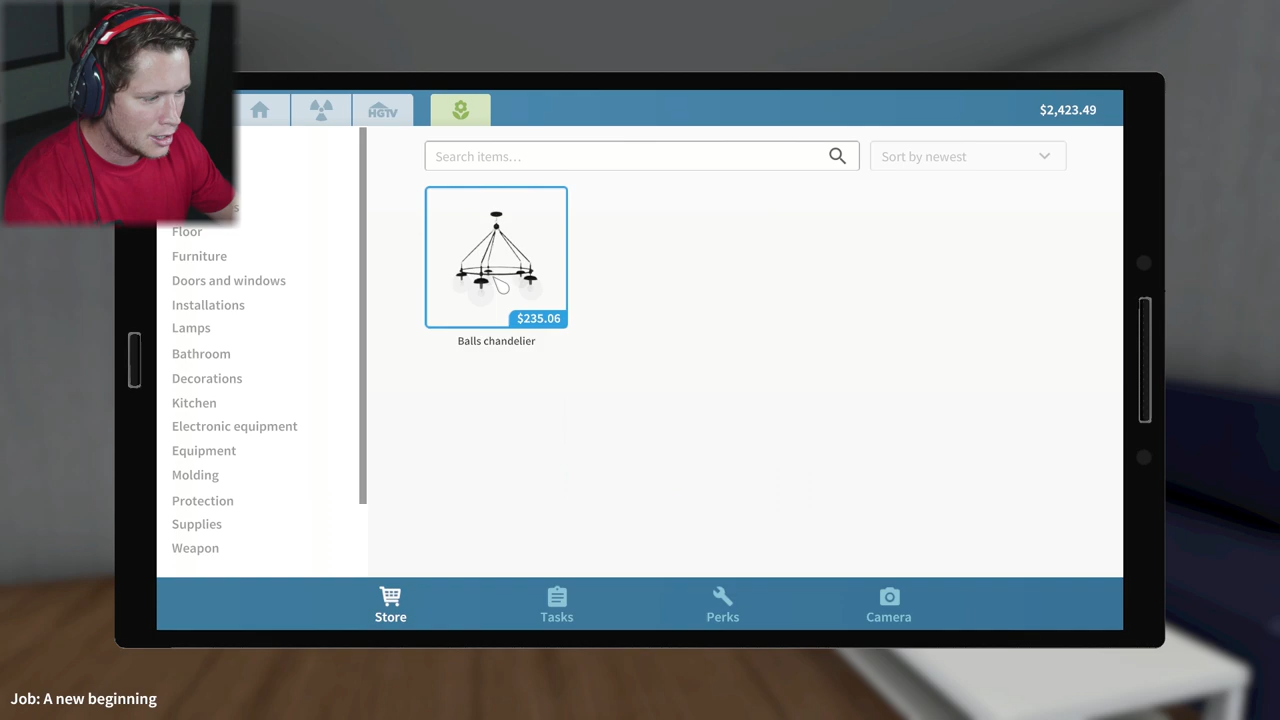 HGTV
$2,423.49
Search items...
Sort by newest
Floor
Furniture
Doors and windows
Installations
Lamps
Bathroom
Decorations
Kitchen
Electronic equipment
Equipment
Molding
Protection
Supplies
Weapon
$235.06
Balls chandelier
Store
Tasks
Perks
Camera
Job: A new beginning